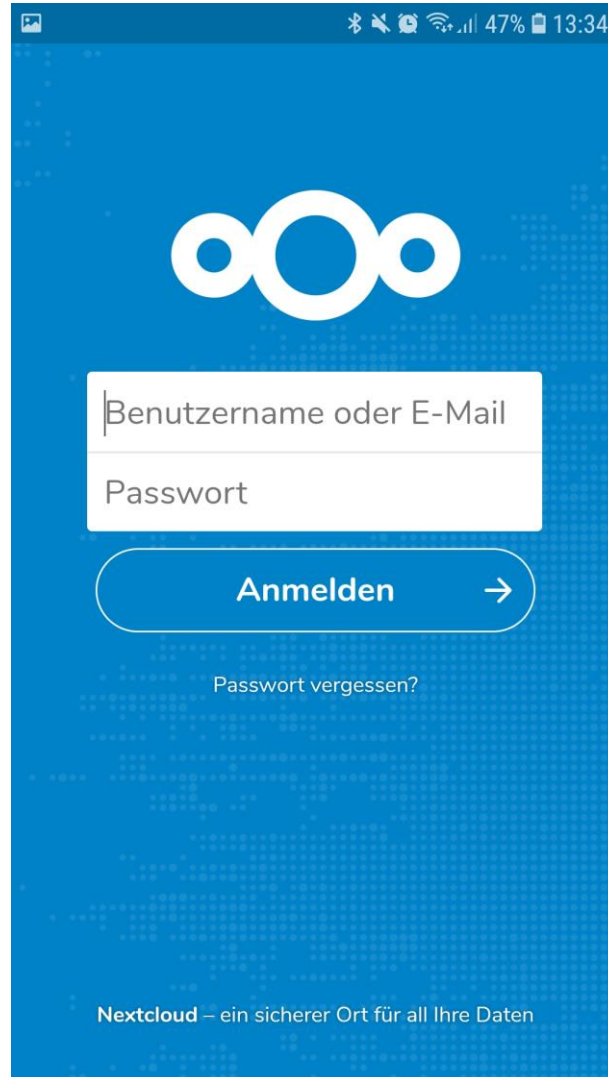 47% 13:34
Benutzername oder E-Mail
Passwort
Anmelden
Passwort vergessen?
Nextcloud – ein sicherer Ort für all Ihre Daten